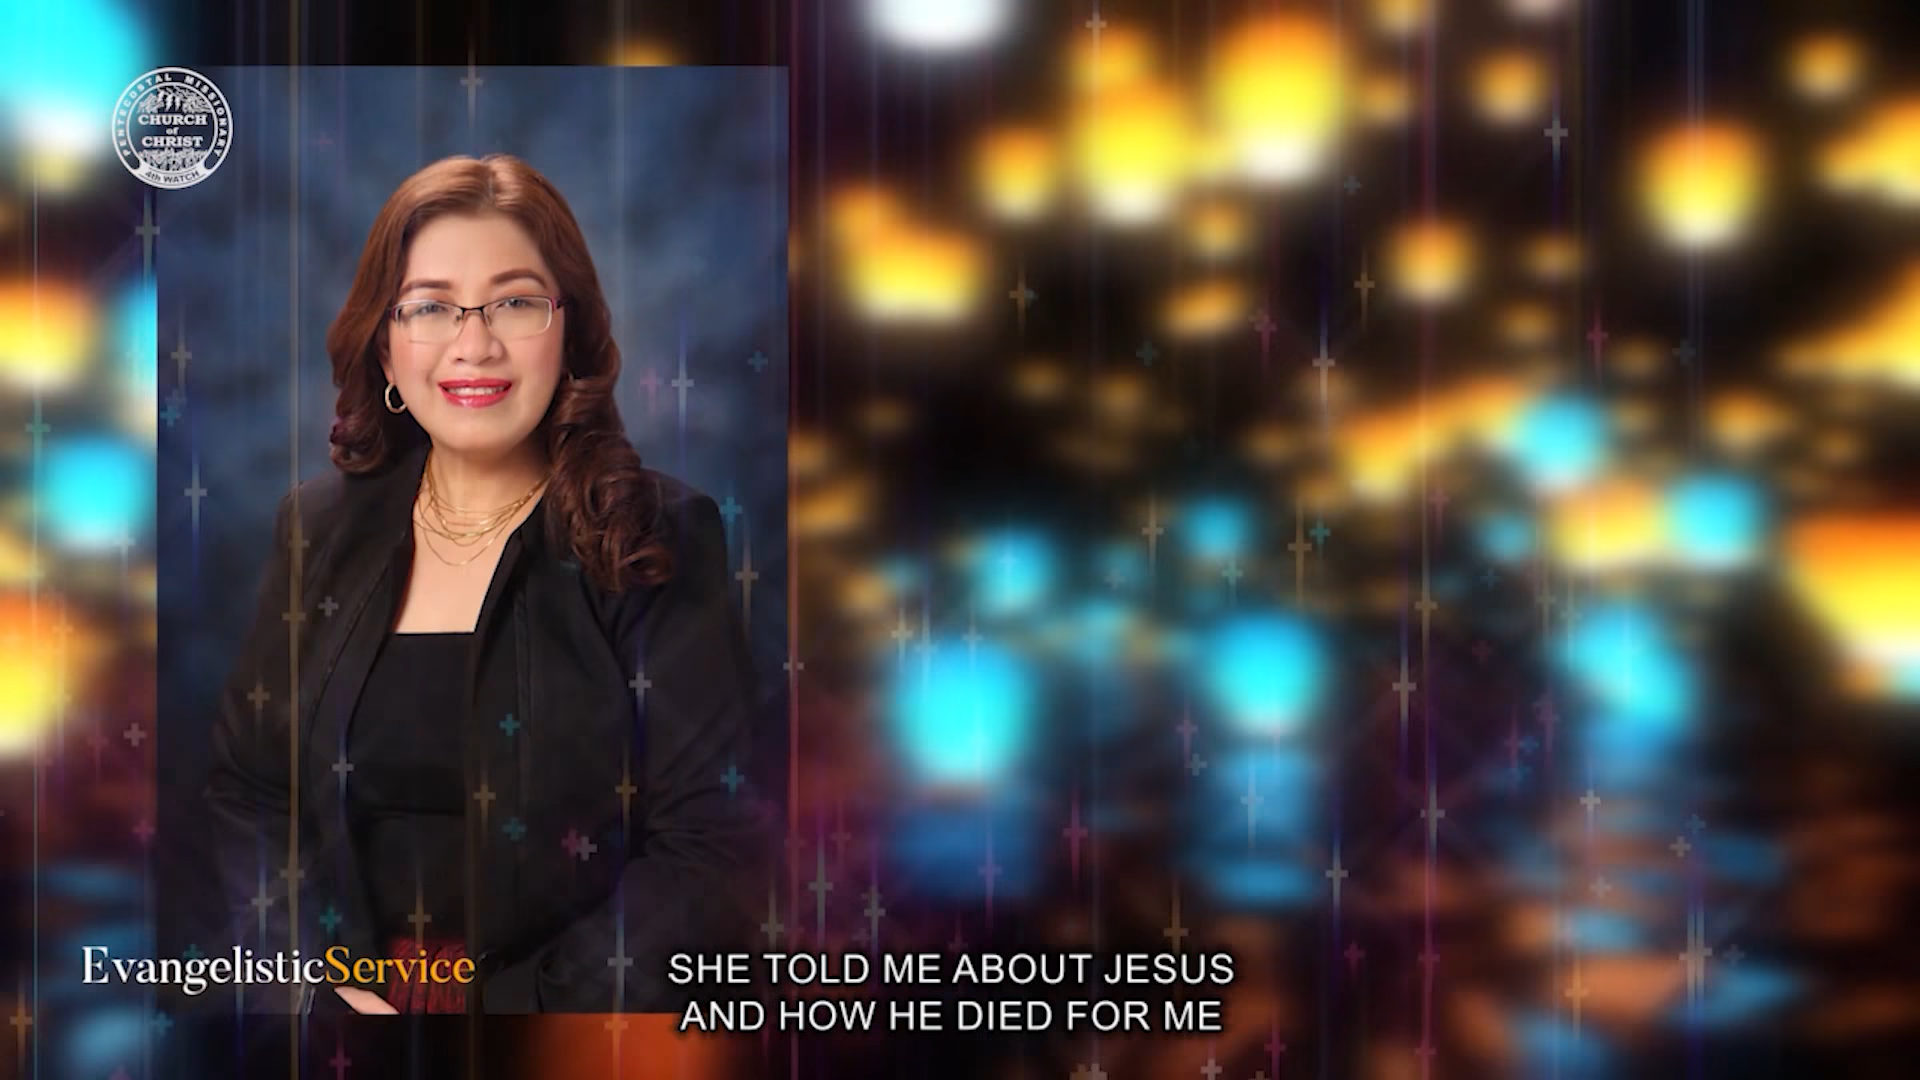 PENTECOSTAL MISSIONARY
CHURCH
of
CHRIST
4th WATCH
EvangelisticService
SHE TOLD ME ABOUT JESUS
AND HOW HE DIED FOR ME